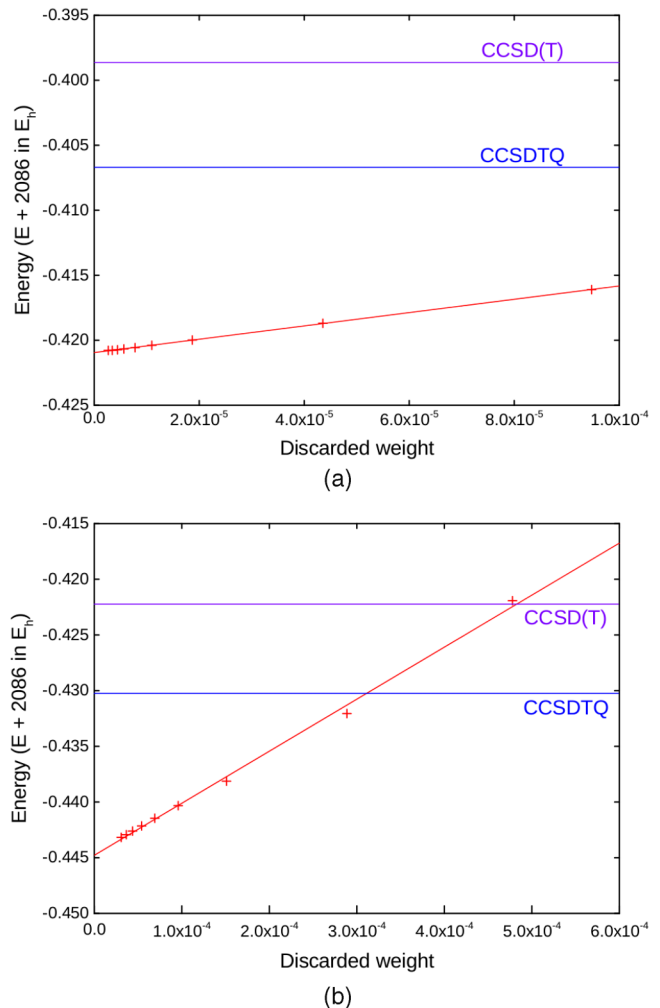 -0.395
CCSD(T)
-0.400
CCSDTQ
-0.405
-0.410
-0.415
-0.420
-0.425
Energy (E + 2086 in Eₕ)
0.0 2.0x10⁻⁵ 4.0x10⁻⁵ 6.0x10⁻⁵ 8.0x10⁻⁵ 1.0x10⁻⁴
Discarded weight
(a)
-0.415
-0.420
CCSD(T)
-0.425
-0.430
CCSDTQ
-0.435
-0.440
-0.445
-0.450
Energy (E + 2086 in Eₕ)
0.0 1.0x10⁻⁴ 2.0x10⁻⁴ 3.0x10⁻⁴ 4.0x10⁻⁴ 5.0x10⁻⁴ 6.0x10⁻⁴
Discarded weight
(b)